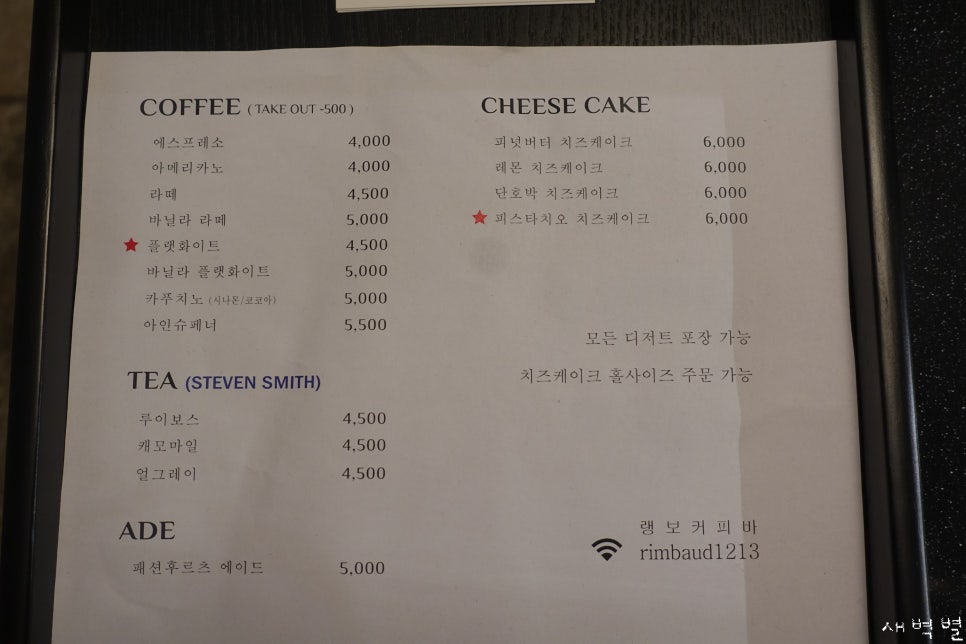 COFFEE ( TAKE OUT -500 )
에스프레소 4,000
아메리카노 4,000
라떼 4,500
바닐라 라떼 5,000
플랫화이트 4,500
바닐라 플랫화이트 5,000
카푸치노 (시나몬/코코아) 5,000
아인슈페너 5,500
TEA (STEVEN SMITH)
루이보스 4,500
캐모마일 4,500
얼그레이 4,500
ADE
패션후르츠 에이드 5,000
CHEESE CAKE
피넛버터 치즈케이크 6,000
레몬 치즈케이크 6,000
단호박 치즈케이크 6,000
피스타치오 치즈케이크 6,000
모든 디저트 포장 가능
치즈케이크 홀사이즈 주문 가능
랭보커피바
rimbaud1213
새벽별